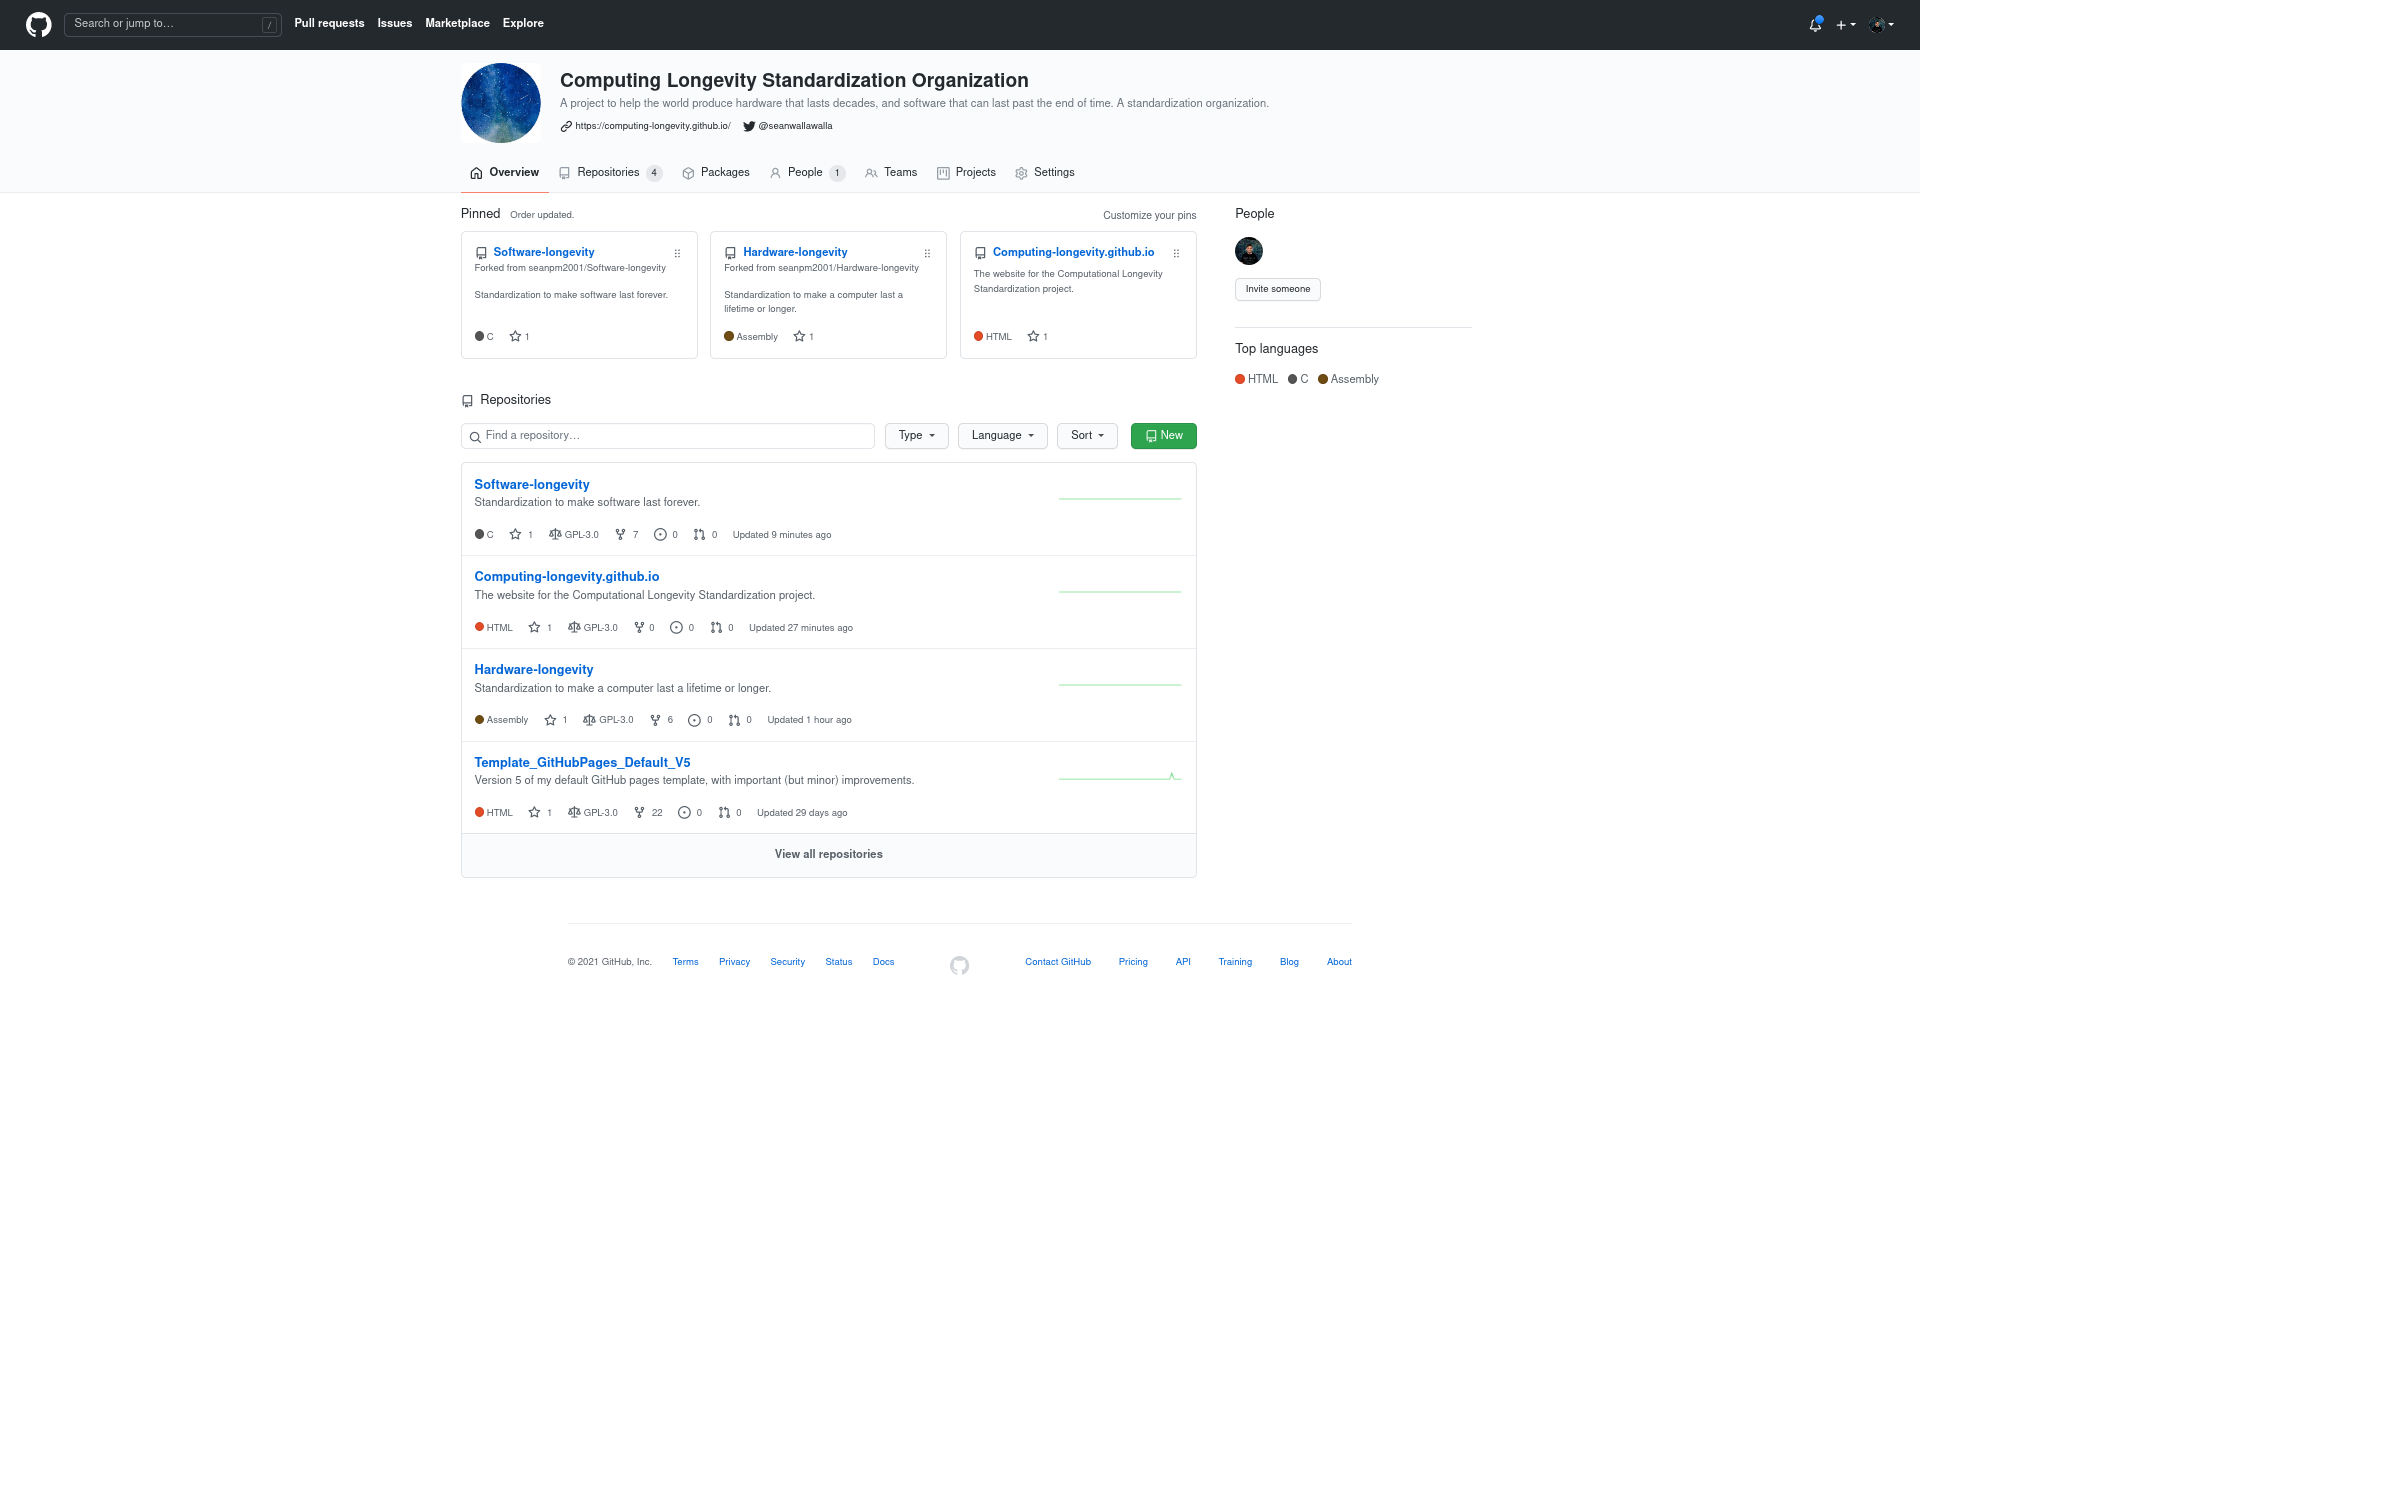 Search or jump to… /
Pull requests Issues Marketplace Explore
Computing Longevity Standardization Organization
A project to help the world produce hardware that lasts decades, and software that can last past the end of time. A standardization organization.
https://computing-longevity.github.io/ @seanwallawalla
Overview Repositories 4 Packages People 1 Teams Projects Settings
Pinned Order updated. Customize your pins
Software-longevity
Forked from seanpm2001/Software-longevity
Standardization to make software last forever.
C 1
Hardware-longevity
Forked from seanpm2001/Hardware-longevity
Standardization to make a computer last a
lifetime or longer.
Assembly 1
Computing-longevity.github.io
The website for the Computational Longevity
Standardization project.
HTML 1
People
Invite someone
Top languages
HTML C Assembly
Repositories
Find a repository… Type Language Sort New
Software-longevity
Standardization to make software last forever.
C 1 GPL-3.0 7 0 0 Updated 9 minutes ago
Computing-longevity.github.io
The website for the Computational Longevity Standardization project.
HTML 1 GPL-3.0 0 0 0 Updated 27 minutes ago
Hardware-longevity
Standardization to make a computer last a lifetime or longer.
Assembly 1 GPL-3.0 6 0 0 Updated 1 hour ago
Template_GitHubPages_Default_V5
Version 5 of my default GitHub pages template, with important (but minor) improvements.
HTML 1 GPL-3.0 22 0 0 Updated 29 days ago
View all repositories
© 2021 GitHub, Inc. Terms Privacy Security Status Docs Contact GitHub Pricing API Training Blog About